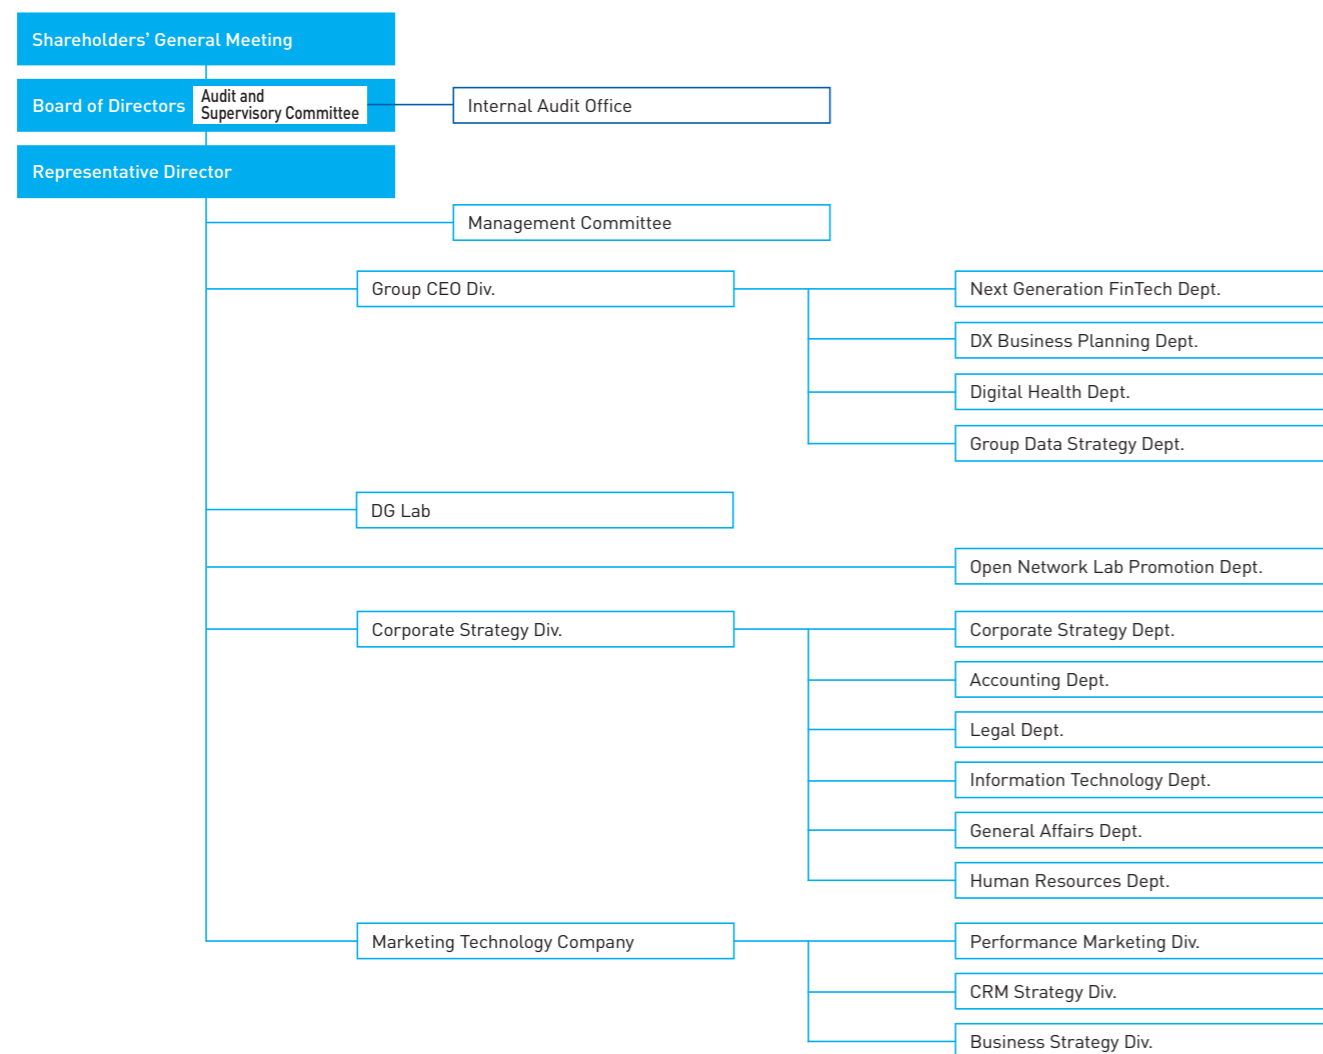 Shareholders’ General Meeting
Board of Directors
Audit and
Supervisory Committee
Internal Audit Office
Representative Director
Management Committee
Group CEO Div.
Next Generation FinTech Dept.
DX Business Planning Dept.
Digital Health Dept.
Group Data Strategy Dept.
DG Lab
Open Network Lab Promotion Dept.
Corporate Strategy Div.
Corporate Strategy Dept.
Accounting Dept.
Legal Dept.
Information Technology Dept.
General Affairs Dept.
Human Resources Dept.
Marketing Technology Company
Performance Marketing Div.
CRM Strategy Div.
Business Strategy Div.